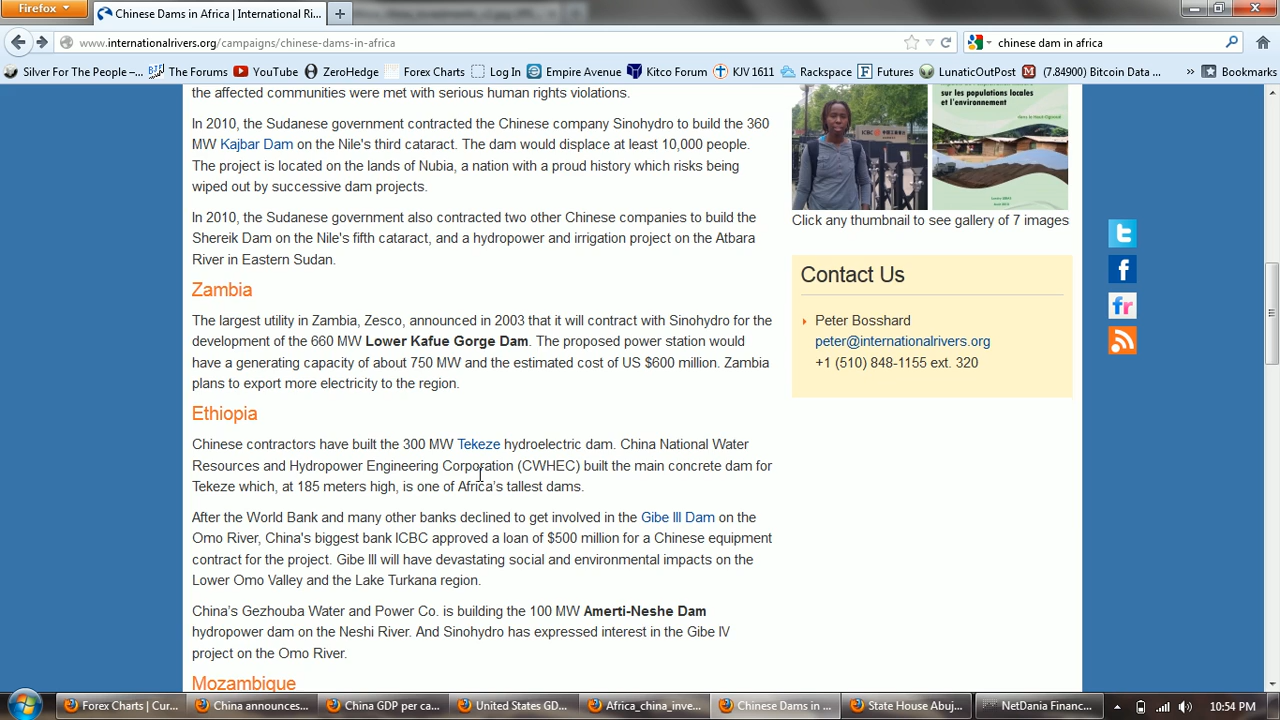 Firefox
Chinese Dams in Africa | International Ri...
www.internationalrivers.org/campaigns/chinese-dams-in-africa
chinese dam in africa
Silver For The People –...
The Forums
YouTube
ZeroHedge
Forex Charts
Log In
Empire Avenue
Kitco Forum
KJV 1611
Rackspace
Futures
LunaticOutPost
(7.84900) Bitcoin Data ...
Bookmarks
the affected communities were met with serious human rights violations.
In 2010, the Sudanese government contracted the Chinese company Sinohydro to build the 360
MW Kajbar Dam on the Nile's third cataract. The dam would displace at least 10,000 people.
The project is located on the lands of Nubia, a nation with a proud history which risks being
wiped out by successive dam projects.
In 2010, the Sudanese government also contracted two other Chinese companies to build the
Shereik Dam on the Nile's fifth cataract, and a hydropower and irrigation project on the Atbara
River in Eastern Sudan.
Zambia
The largest utility in Zambia, Zesco, announced in 2003 that it will contract with Sinohydro for the
development of the 660 MW Lower Kafue Gorge Dam. The proposed power station would
have a generating capacity of about 750 MW and the estimated cost of US $600 million. Zambia
plans to export more electricity to the region.
Ethiopia
Chinese contractors have built the 300 MW Tekeze hydroelectric dam. China National Water
Resources and Hydropower Engineering Corporation (CWHEC) built the main concrete dam for
Tekeze which, at 185 meters high, is one of Africa's tallest dams.
After the World Bank and many other banks declined to get involved in the Gibe III Dam on the
Omo River, China's biggest bank ICBC approved a loan of $500 million for a Chinese equipment
contract for the project. Gibe III will have devastating social and environmental impacts on the
Lower Omo Valley and the Lake Turkana region.
China's Gezhouba Water and Power Co. is building the 100 MW Amerti-Neshe Dam
hydropower dam on the Neshi River. And Sinohydro has expressed interest in the Gibe IV
project on the Omo River.
Mozambique
ICBC
sur les populations locales
et l'environnement
Click any thumbnail to see gallery of 7 images
Contact Us
Peter Bosshard
peter@internationalrivers.org
+1 (510) 848-1155 ext. 320
Forex Charts | Cur...
China announces...
China GDP per ca...
United States GD...
Africa_china_inve...
Chinese Dams in ...
State House Abuj...
NetDania Financ...
10:54 PM